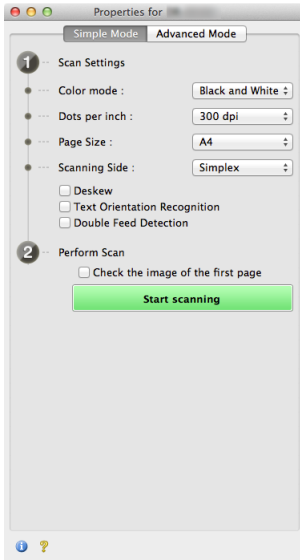 Properties for
Simple Mode Advanced Mode
1 Scan Settings
Color mode : Black and White
Dots per inch : 300 dpi
Page Size : A4
Scanning Side : Simplex
Deskew
Text Orientation Recognition
Double Feed Detection
2 Perform Scan
Check the image of the first page
Start scanning
i ?